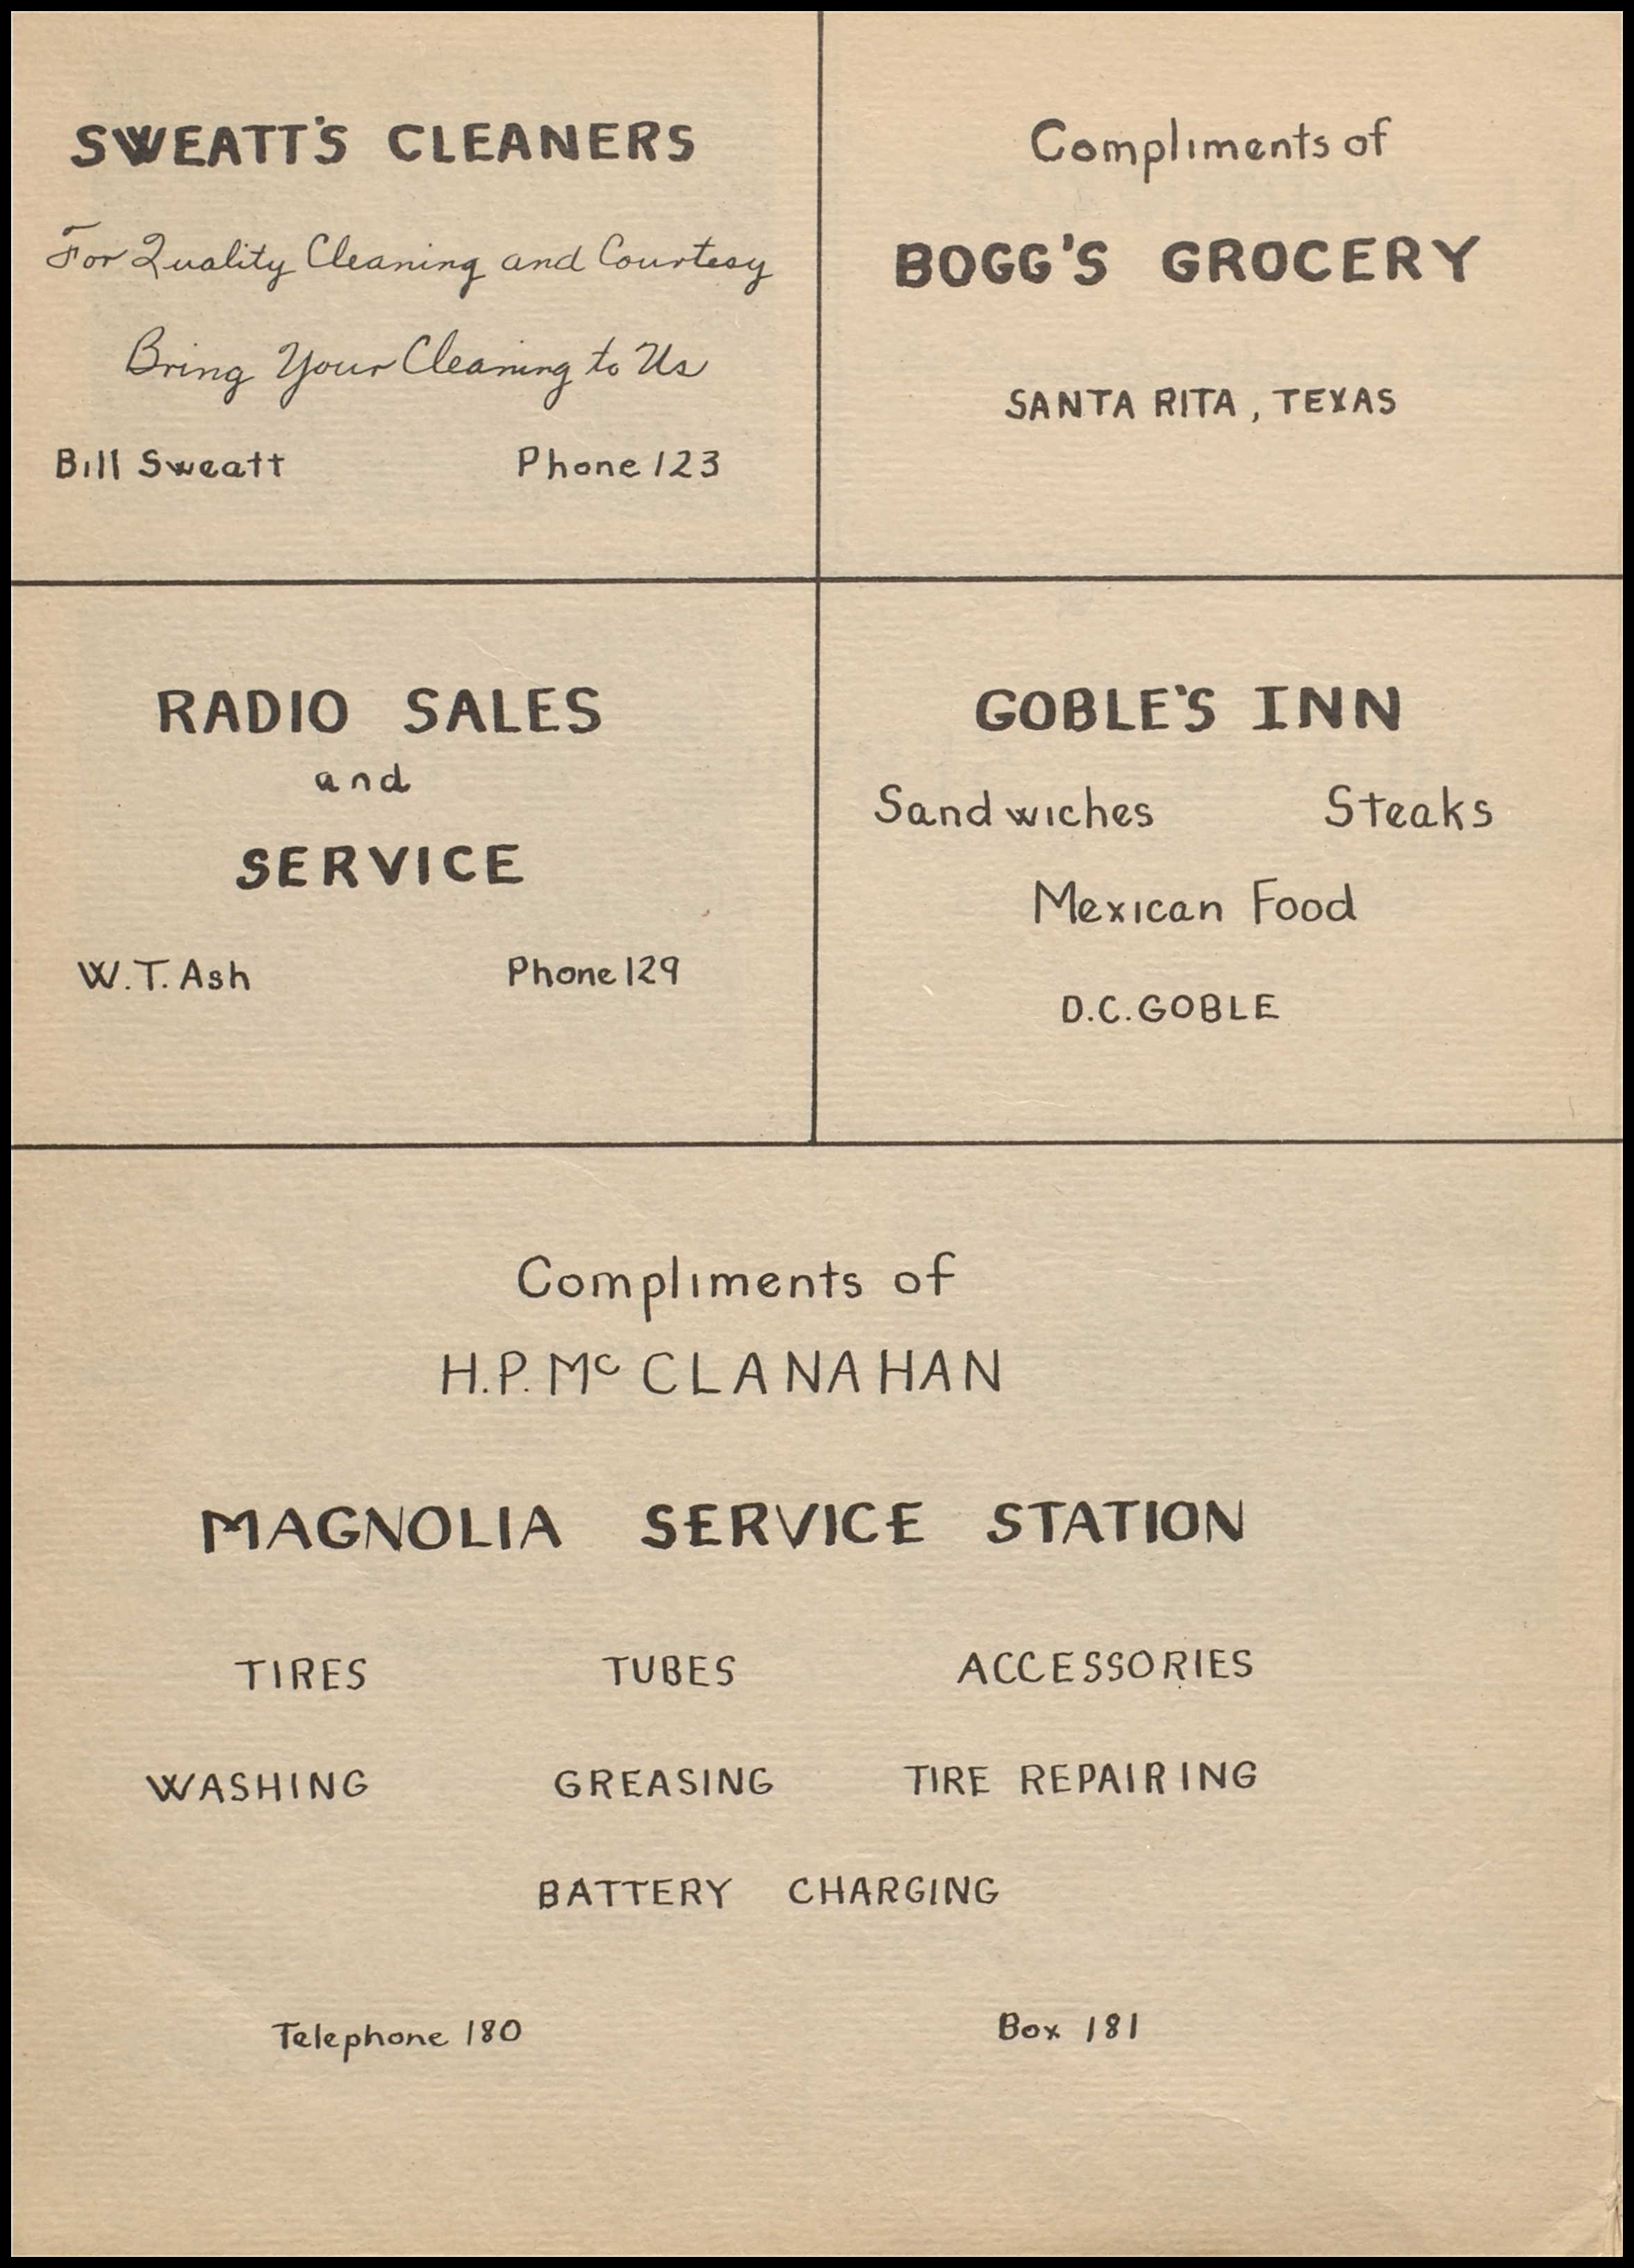 SWEATT'S CLEANERS
For Quality Cleaning and Courtesy
Bring Your Cleaning to Us
Bill Sweatt Phone 123
Compliments of
BOGG'S GROCERY
SANTA RITA, TEXAS
RADIO SALES
and
SERVICE
W.T. Ash Phone 129
GOBLE'S INN
Sandwiches Steaks
Mexican Food
D.C. GOBLE
Compliments of
H.P. McCLANAHAN
MAGNOLIA SERVICE STATION
TIRES TUBES ACCESSORIES
WASHING GREASING TIRE REPAIRING
BATTERY CHARGING
Telephone 180 Box 181